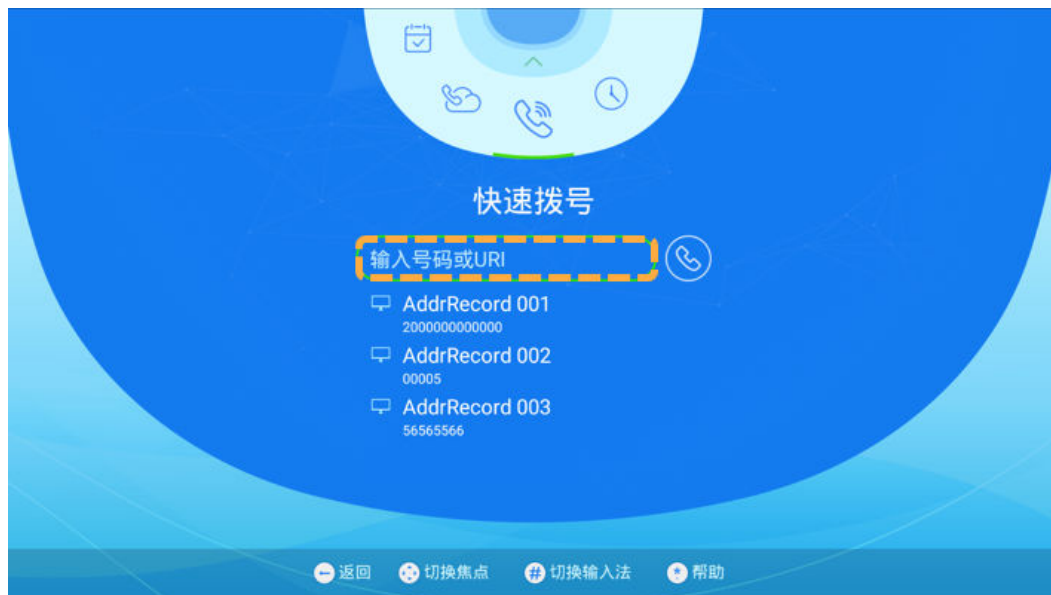 快速拨号
输入号码或URI
AddrRecord 001
2000000000000
AddrRecord 002
00005
AddrRecord 003
56565566
返回 切换焦点 # 切换输入法 * 帮助